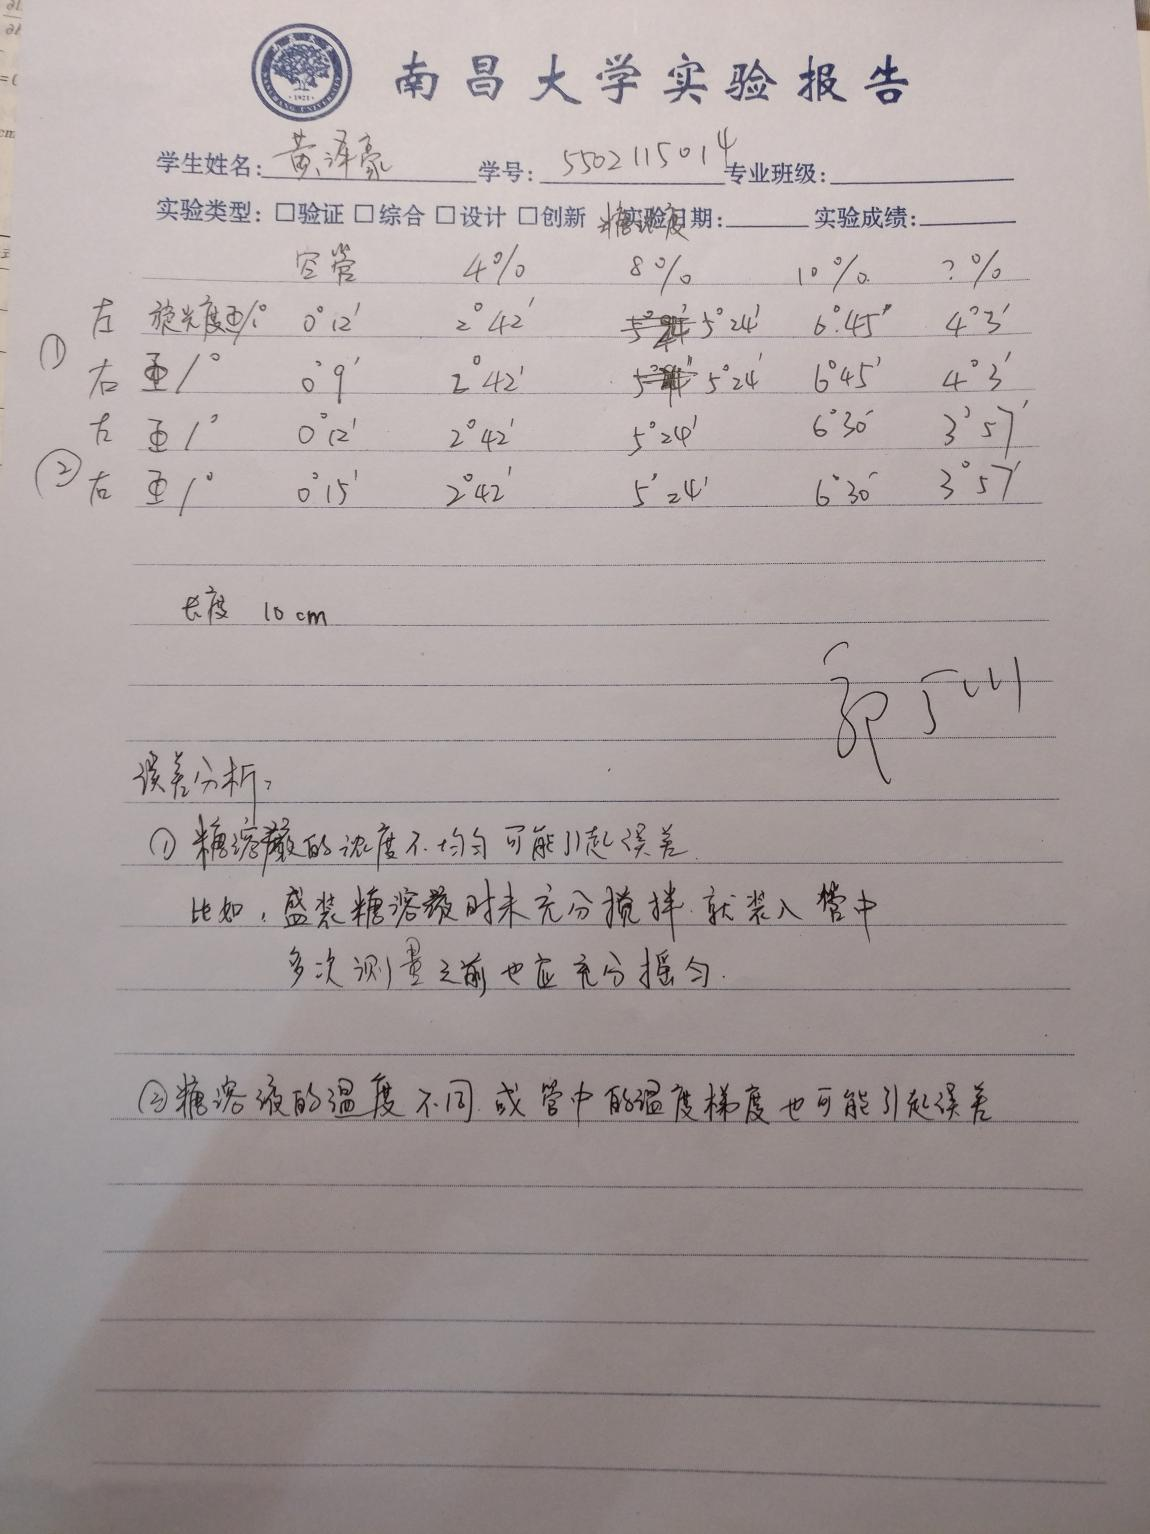 南昌大学实验报告
学生姓名: 黄泽豪 学号: 5502115014 专业班级:
实验类型: □验证 □综合 □设计 □创新 实验日期: 实验成绩:
糖浓度
空管 4% 8% 10% ?%
① 左 旋光度 /° 0°12′ 2°42′ 5°24′ 6°45′ 4°3′
右 /° 0°9′ 2°42′ 5°24′ 6°45′ 4°3′
② 左 /° 0°12′ 2°42′ 5°24′ 6°30′ 3°57′
右 /° 0°15′ 2°42′ 5°24′ 6°30′ 3°57′
长度 10 cm
误差分析:
① 糖溶液的浓度不均匀可能引起误差.
比如, 盛装糖溶液时未充分搅拌.就装入管中
多次测量之前也应充分摇匀.
②糖溶液的温度不同.或管中的温度梯度也可能引起误差